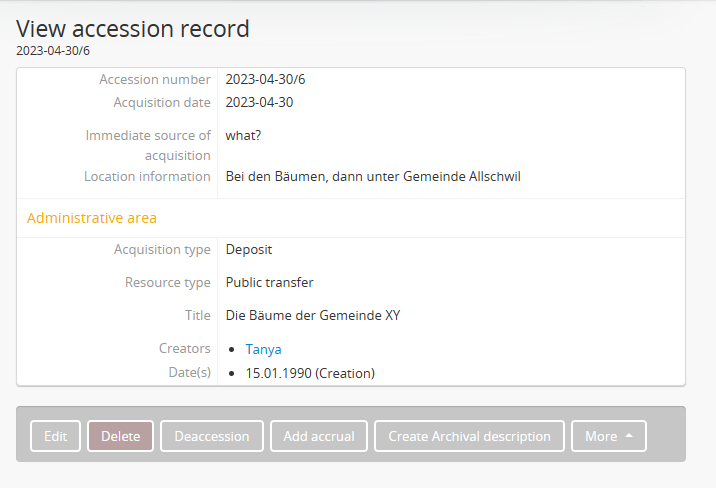 View accession record
2023-04-30/6
Accession number 2023-04-30/6
Acquisition date 2023-04-30
Immediate source of acquisition what?
Location information Bei den Bäumen, dann unter Gemeinde Allschwil
Administrative area
Acquisition type Deposit
Resource type Public transfer
Title Die Bäume der Gemeinde XY
Creators • Tanya
Date(s) • 15.01.1990 (Creation)
Edit Delete Deaccession Add accrual Create Archival description More